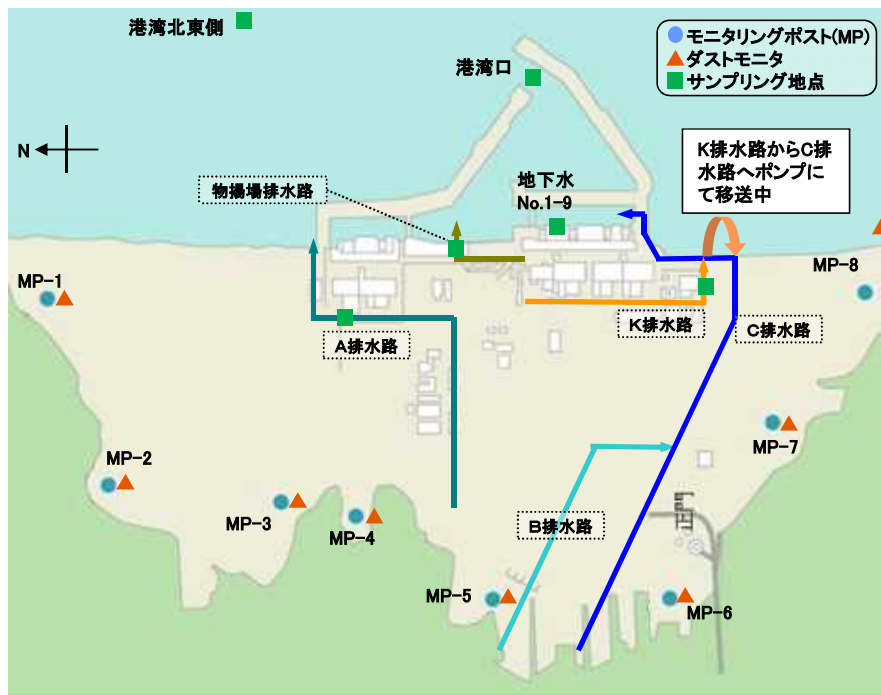 港湾北東側
港湾口
モニタリングポスト(MP)
ダストモニタ
サンプリング地点
N
物揚場排水路
地下水
No.1-9
K排水路からC排
水路へポンプに
て移送中
MP-8
MP-1
A排水路
K排水路
C排水路
MP-7
MP-2
MP-3
MP-4
B排水路
正門
MP-5
MP-6